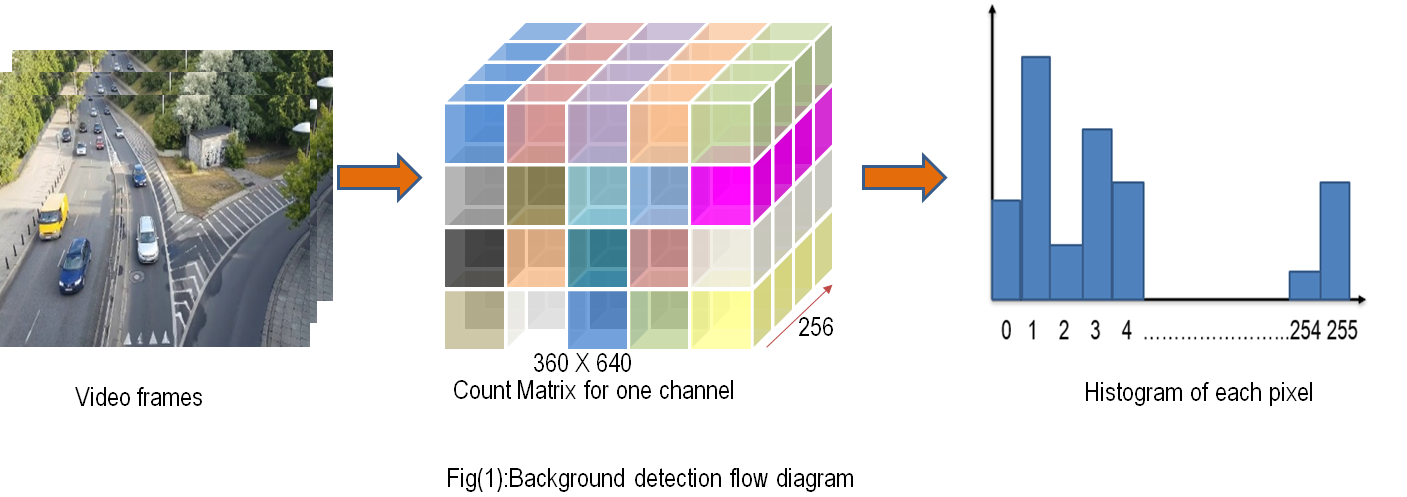 256
360 X 640
Count Matrix for one channel
Video frames
0 1 2 3 4 ........................254 255
Histogram of each pixel
Fig(1):Background detection flow diagram